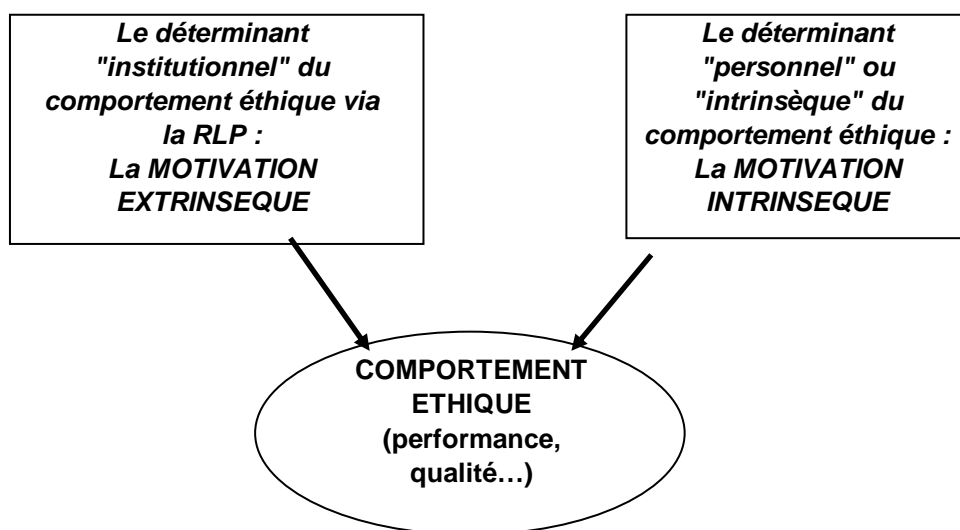 Le déterminant
"institutionnel" du
comportement éthique via
la RLP :
La MOTIVATION
EXTRINSEQUE
Le déterminant
"personnel" ou
"intrinsèque" du
comportement éthique :
La MOTIVATION
INTRINSEQUE
COMPORTEMENT
ETHIQUE
(performance,
qualité…)